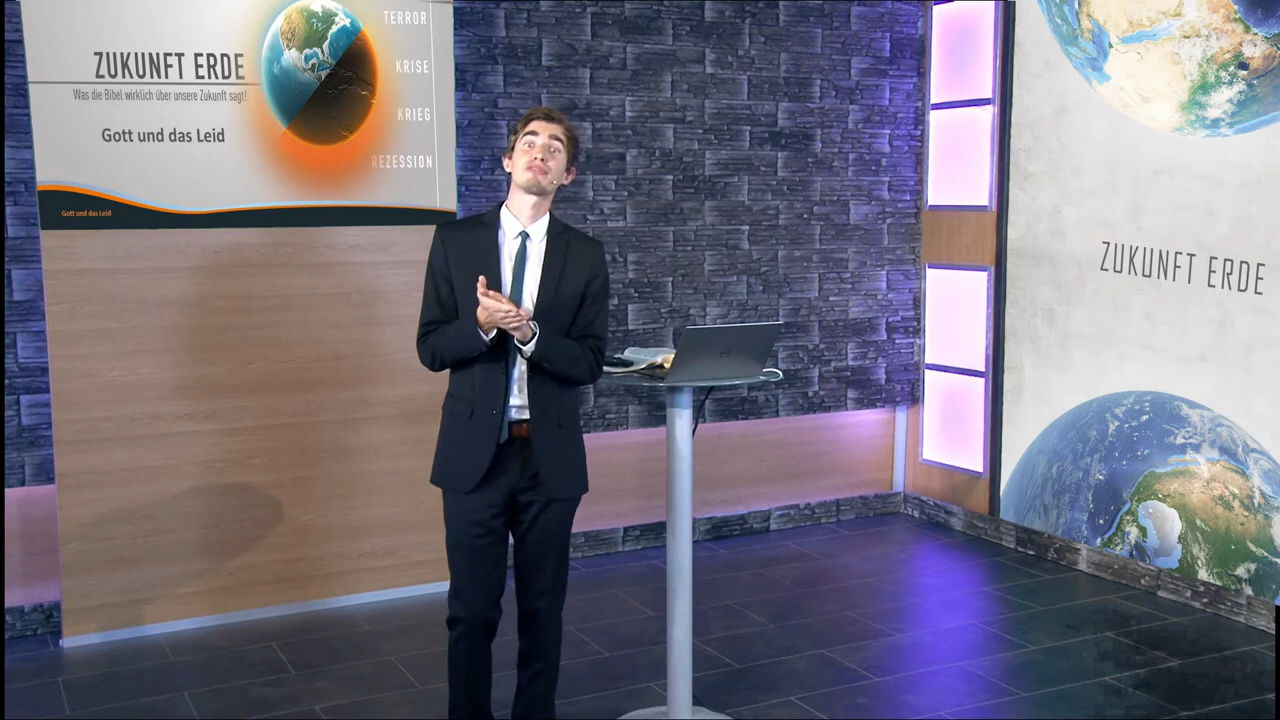 ZUKUNFT ERDE
Was die Bibel wirklich über unsere Zukunft sagt!
Gott und das Leid
TERROR
KRISE
KRIEG
REZESSION
Gott und das Leid
ZUKUNFT ERDE